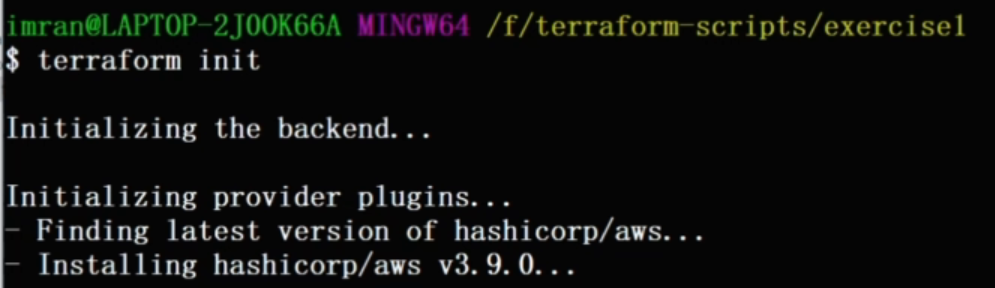 imran@LAPTOP-2JOOK66A MINGW64 /f/terraform-scripts/exercise1
$ terraform init
Initializing the backend...
Initializing provider plugins...
- Finding latest version of hashicorp/aws...
- Installing hashicorp/aws v3.9.0...